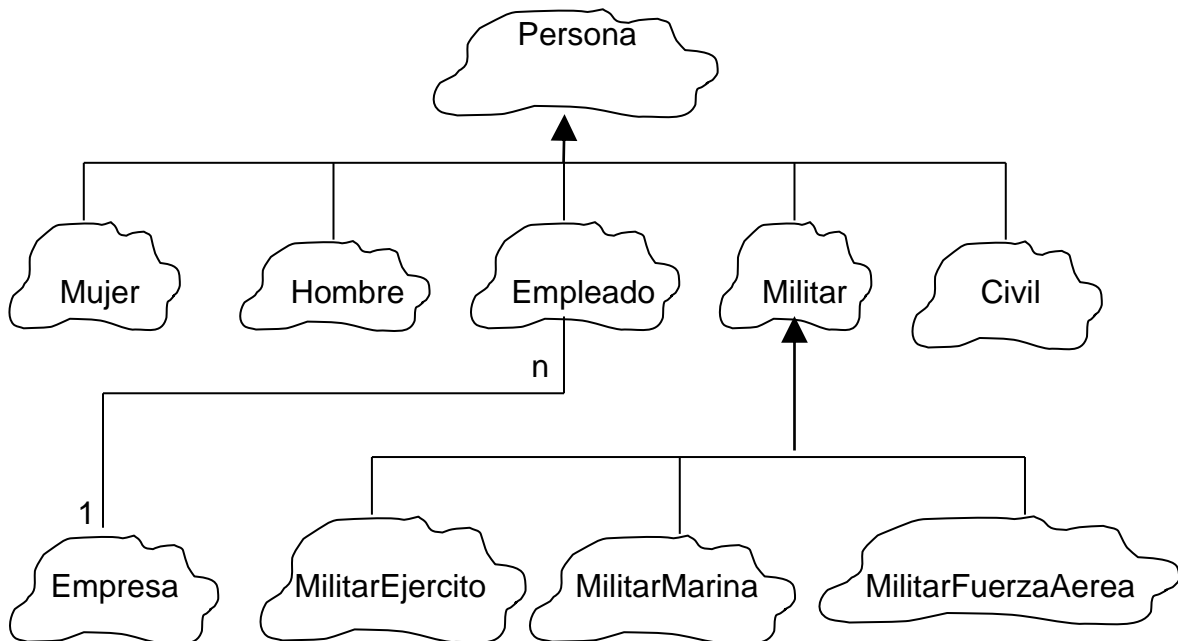 Persona
Mujer
Hombre
Empleado
Militar
Civil
n
1
Empresa
MilitarEjercito
MilitarMarina
MilitarFuerzaAerea